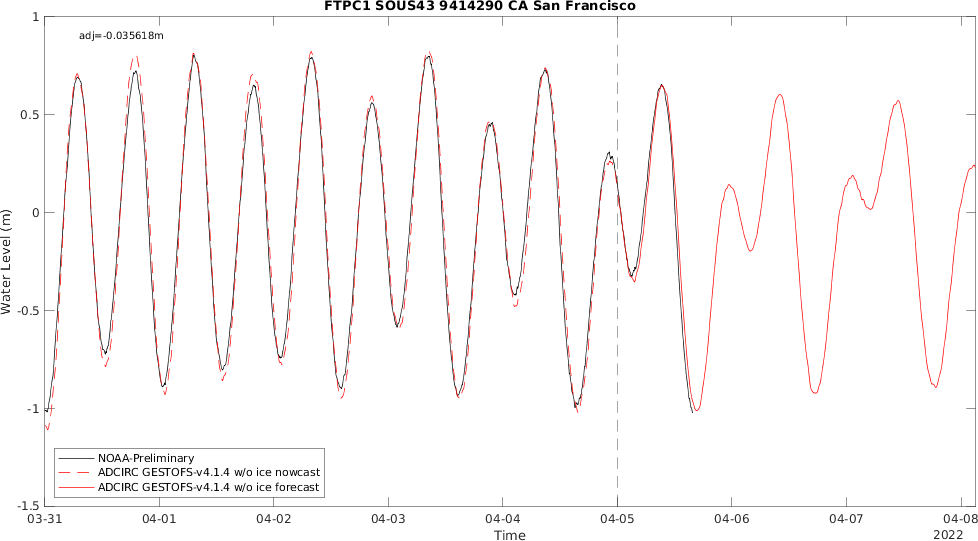 FTPC1 SOUS43 9414290 CA San Francisco
adj=-0.035618m
1
0.5
0
-0.5
-1
-1.5
Water Level (m)
NOAA-Preliminary
ADCIRC GESTOFS-v4.1.4 w/o ice nowcast
ADCIRC GESTOFS-v4.1.4 w/o ice forecast
03-31 04-01 04-02 04-03 04-04 04-05 04-06 04-07 04-08
Time
2022